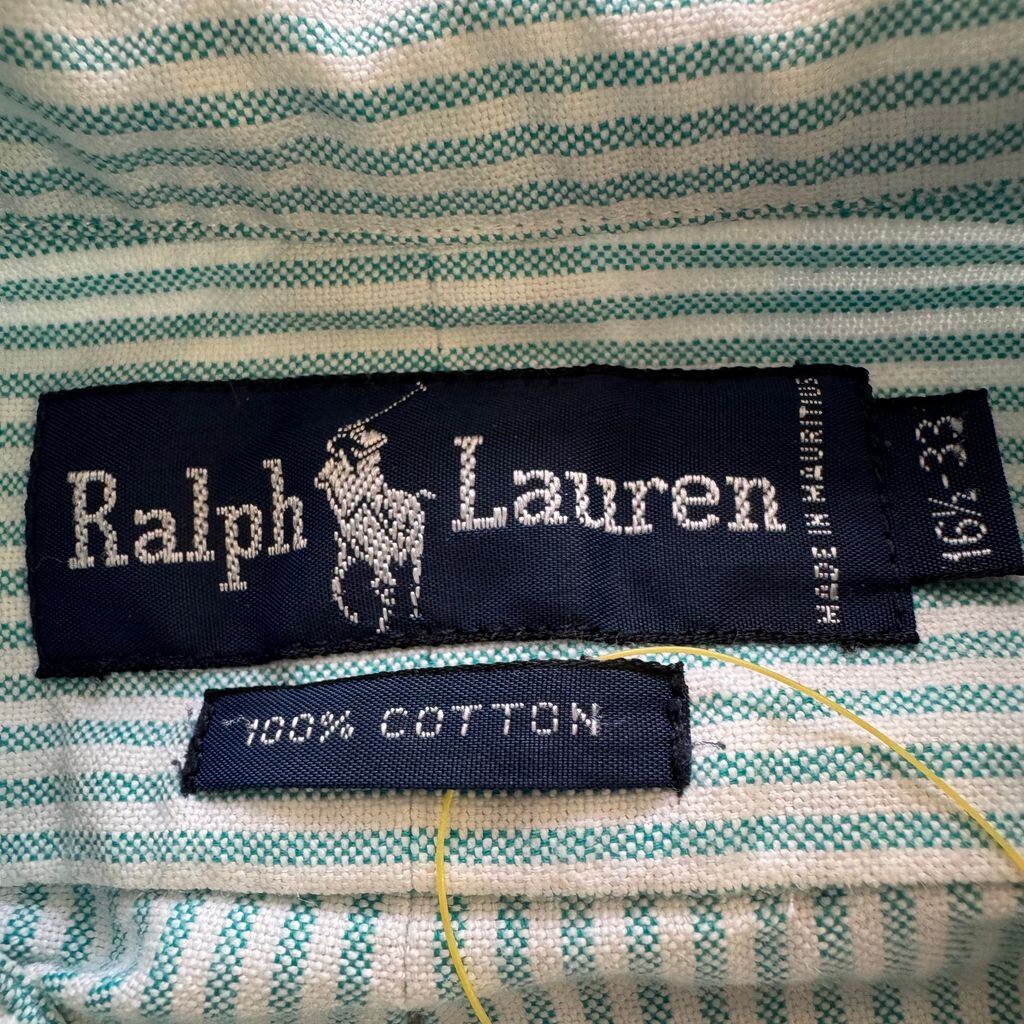 Ralph Lauren
MADE IN MAURITIUS
16½-33
100% COTTON